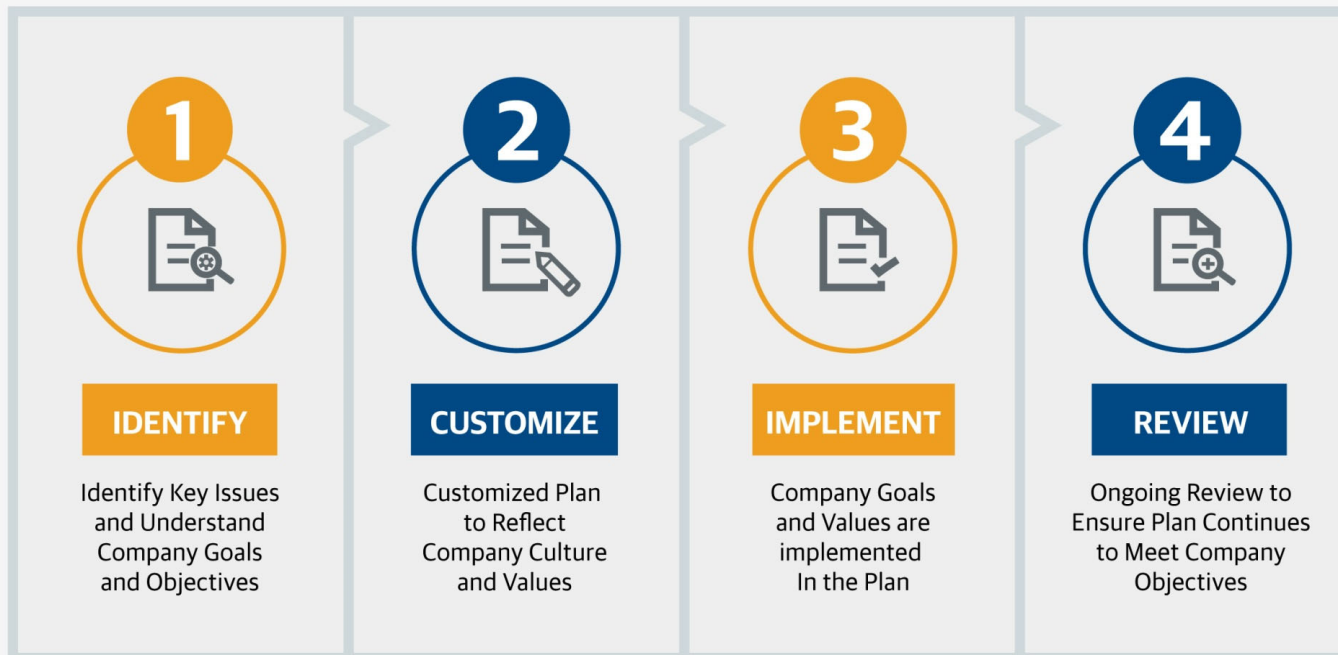 1
IDENTIFY
Identify Key Issues
and Understand
Company Goals
and Objectives
2
CUSTOMIZE
Customized Plan
to Reflect
Company Culture
and Values
3
IMPLEMENT
Company Goals
and Values are
implemented
In the Plan
4
REVIEW
Ongoing Review to
Ensure Plan Continues
to Meet Company
Objectives